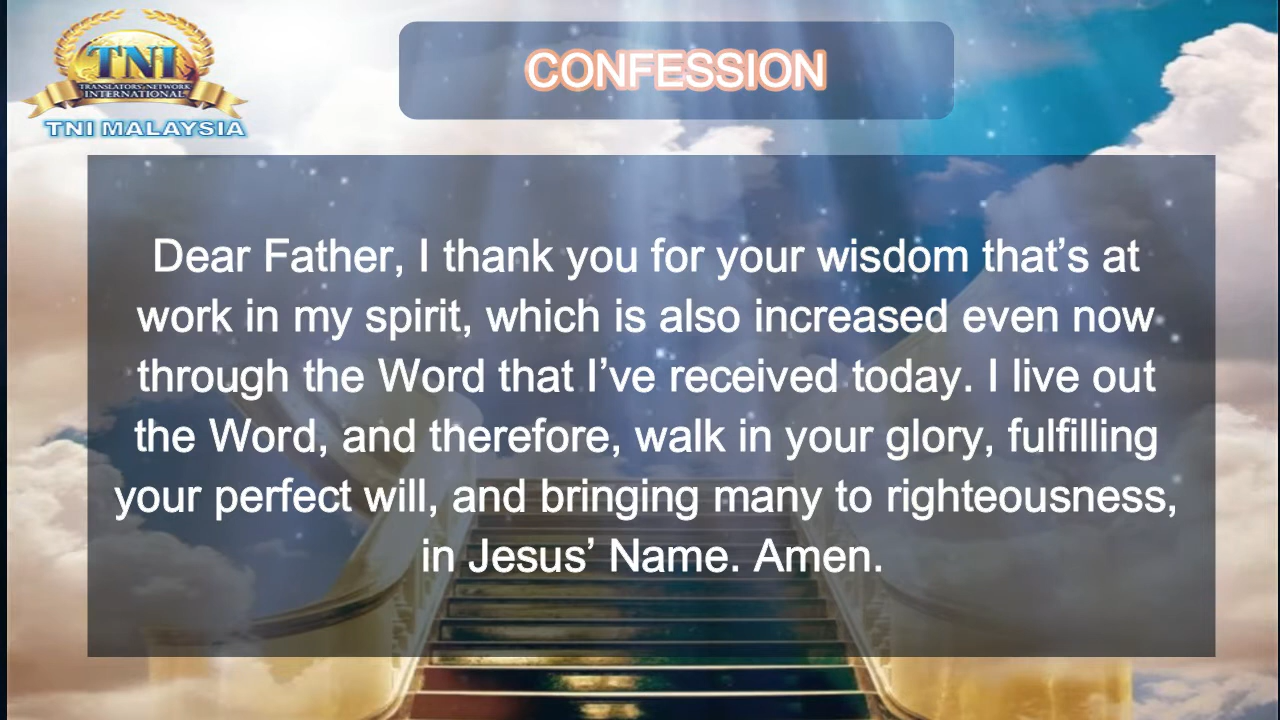 TNI
TRANSLATORS NETWORK
INTERNATIONAL
TNI MALAYSIA
CONFESSION
Dear Father, I thank you for your wisdom that’s at
work in my spirit, which is also increased even now
through the Word that I’ve received today. I live out
the Word, and therefore, walk in your glory, fulfilling
your perfect will, and bringing many to righteousness,
in Jesus’ Name. Amen.